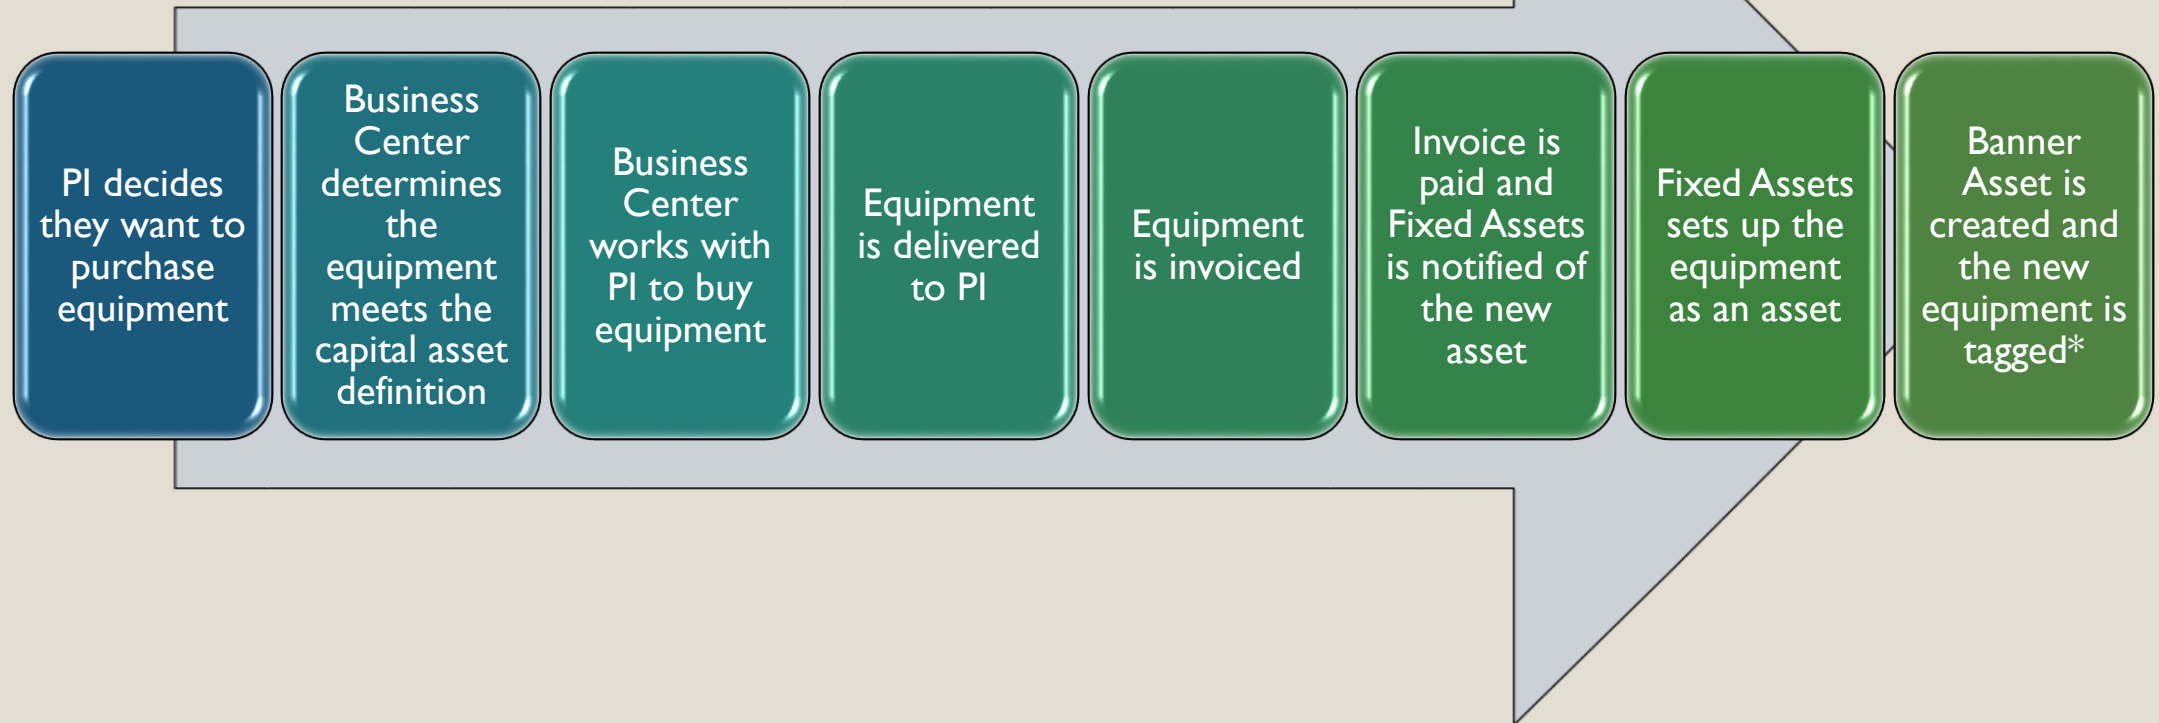 PI decides
they want to
purchase
equipment
Business
Center
determines
the
equipment
meets the
capital asset
definition
Business
Center
works with
PI to buy
equipment
Equipment
is delivered
to PI
Equipment
is invoiced
Invoice is
paid and
Fixed Assets
is notified of
the new
asset
Fixed Assets
sets up the
equipment
as an asset
Banner
Asset is
created and
the new
equipment is
tagged*